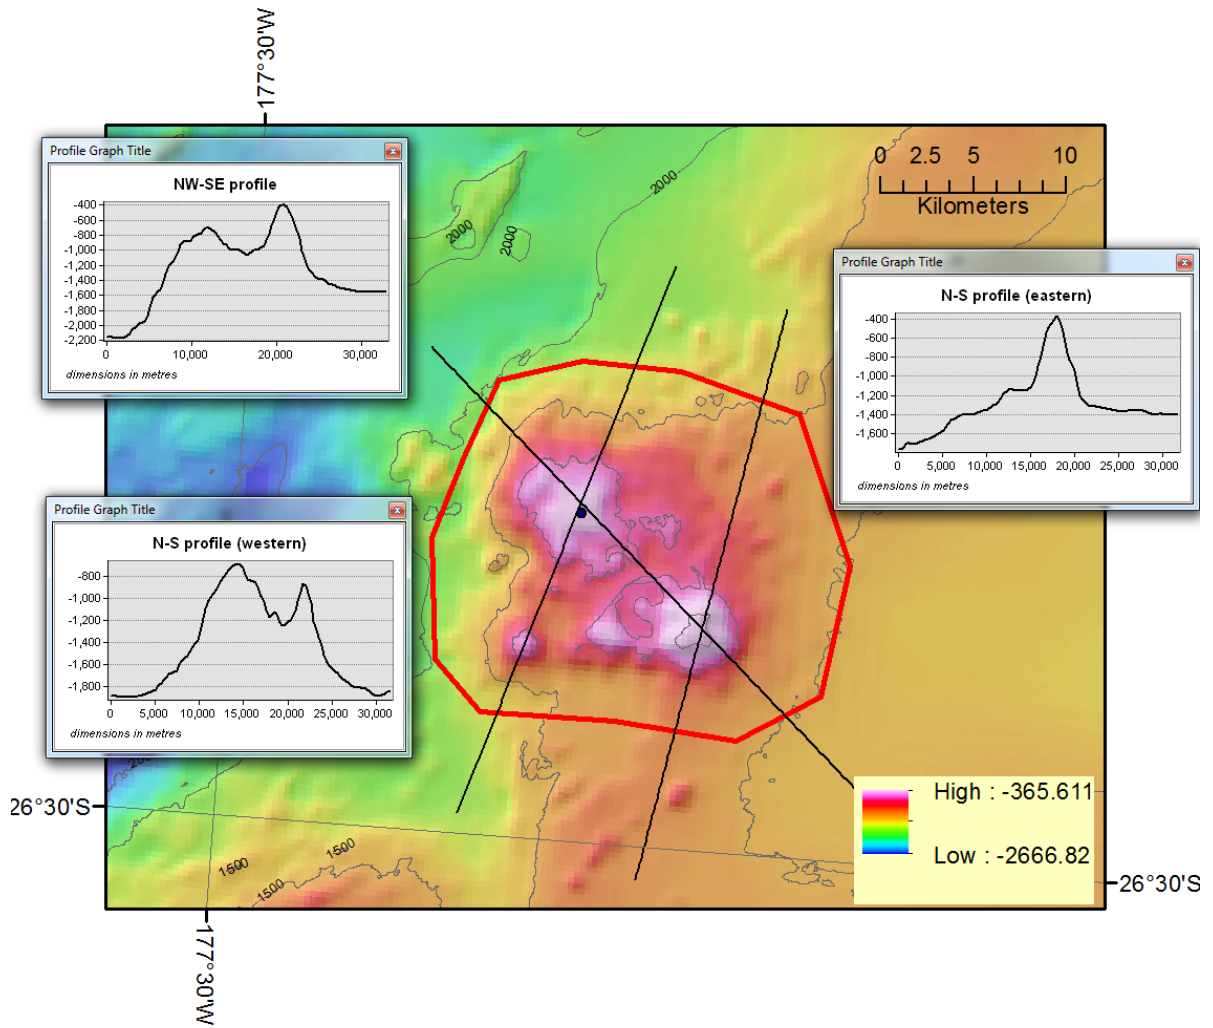 177°30'W
Profile Graph Title
NW-SE profile
-400
-600
-800
-1,000
-1,200
-1,400
-1,600
-1,800
-2,000
-2,200
0 10,000 20,000 30,000
dimensions in metres
0 2.5 5 10
Kilometers
2000
2000
2000
Profile Graph Title
N-S profile (eastern)
-400
-600
-800
-1,000
-1,200
-1,400
-1,600
0 5,000 10,000 15,000 20,000 25,000 30,000
dimensions in metres
Profile Graph Title
N-S profile (western)
-800
-1,000
-1,200
-1,400
-1,600
-1,800
0 5,000 10,000 15,000 20,000 25,000 30,000
dimensions in metres
26°30'S
High : -365.611
Low : -2666.82
1500
1500
1500
26°30'S
177°30'W